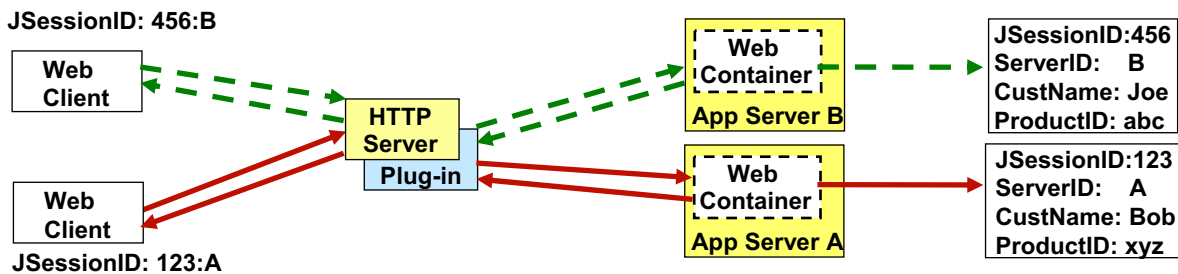 JSessionID: 456:B
Web
Client
HTTP
Server
Plug-in
Web
Client
JSessionID: 123:A
Web
Container
App Server B
Web
Container
App Server A
JSessionID:456
ServerID: B
CustName: Joe
ProductID: abc
JSessionID:123
ServerID: A
CustName: Bob
ProductID: xyz